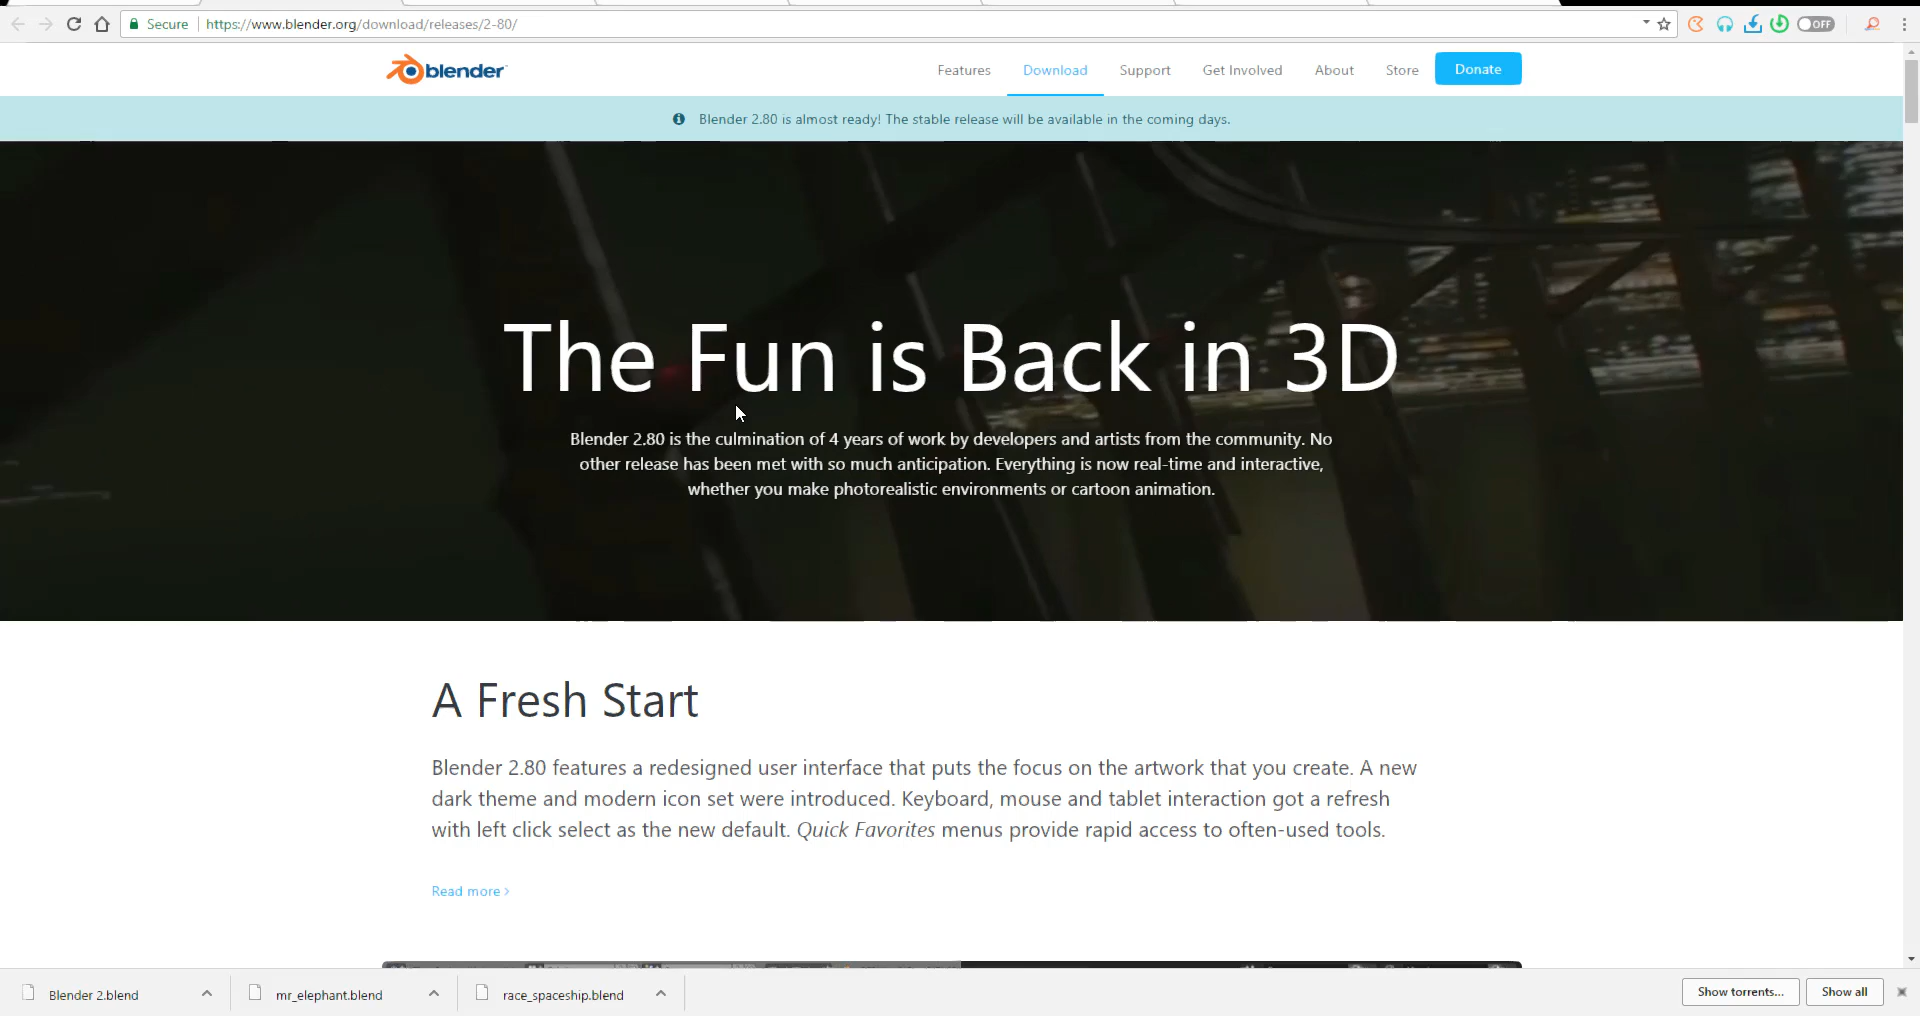 Secure https://www.blender.org/download/releases/2-80/
OFF
blender
Features Download Support Get Involved About Store Donate
Blender 2.80 is almost ready! The stable release will be available in the coming days.
The Fun is Back in 3D
Blender 2.80 is the culmination of 4 years of work by developers and artists from the community. No
other release has been met with so much anticipation. Everything is now real-time and interactive,
whether you make photorealistic environments or cartoon animation.
A Fresh Start
Blender 2.80 features a redesigned user interface that puts the focus on the artwork that you create. A new
dark theme and modern icon set were introduced. Keyboard, mouse and tablet interaction got a refresh
with left click select as the new default. Quick Favorites menus provide rapid access to often-used tools.
Read more ›
Blender 2.blend mr_elephant.blend race_spaceship.blend Show torrents... Show all